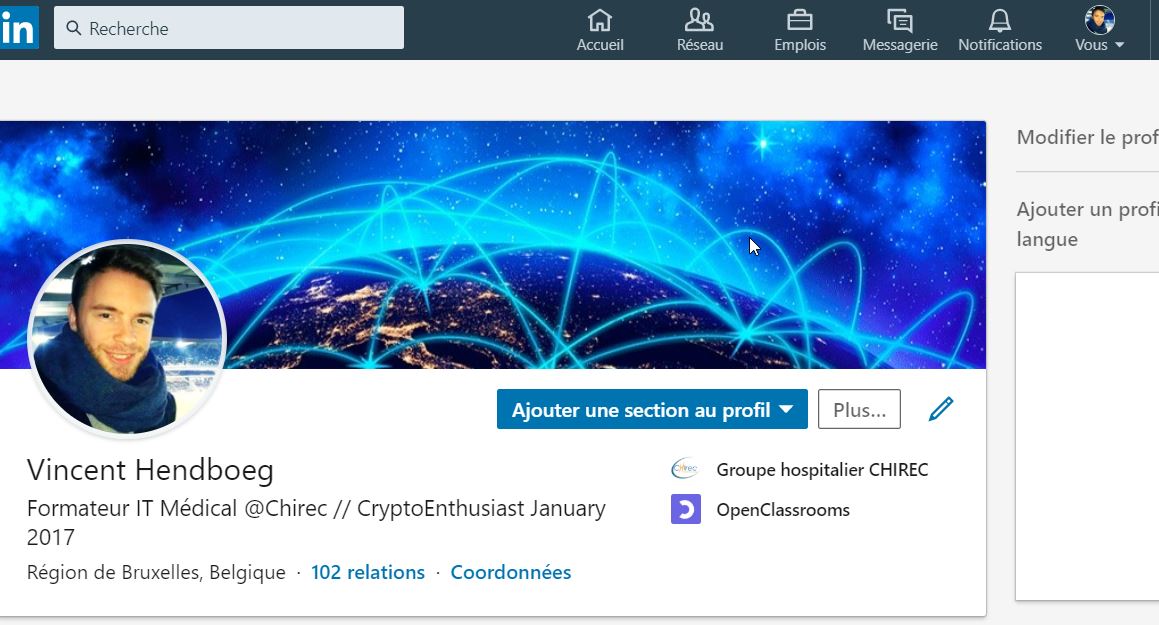 in
Recherche
Accueil
Réseau
Emplois
Messagerie
Notifications
Vous
Modifier le prof
Ajouter un profi
langue
Ajouter une section au profil
Plus...
Vincent Hendboeg
Formateur IT Médical @Chirec // CryptoEnthusiast January
2017
Région de Bruxelles, Belgique · 102 relations · Coordonnées
Chirec
Groupe hospitalier CHIREC
OpenClassrooms